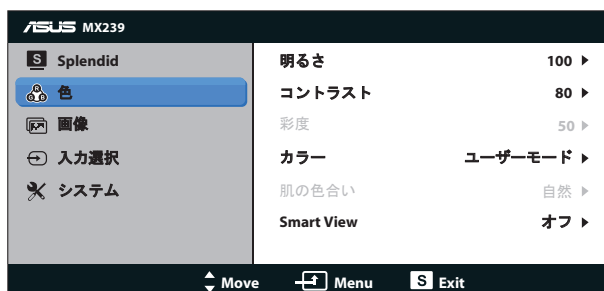 ASUS MX239
S Splendid
色
画像
入力選択
システム
明るさ 100
コントラスト 80
彩度 50
カラー ユーザーモード
肌の色合い 自然
Smart View オフ
Move Menu S Exit